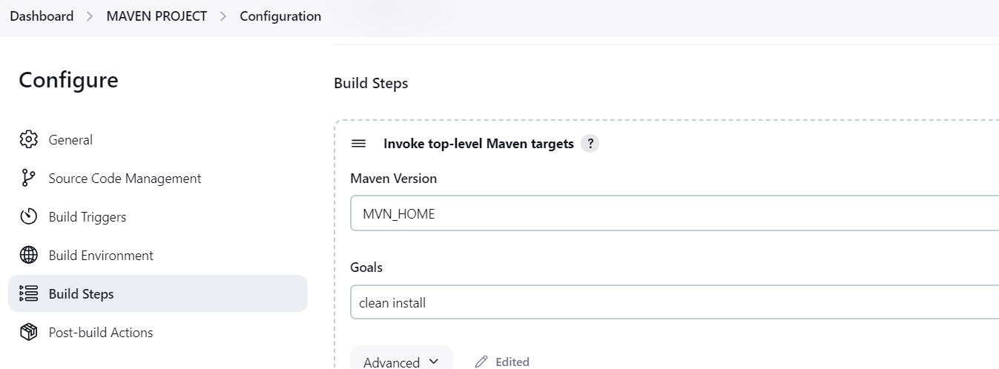 Dashboard > MAVEN PROJECT > Configuration
Configure
General
Source Code Management
Build Triggers
Build Environment
Build Steps
Post-build Actions
Build Steps
Invoke top-level Maven targets ?
Maven Version
MVN_HOME
Goals
clean install
Advanced
Edited